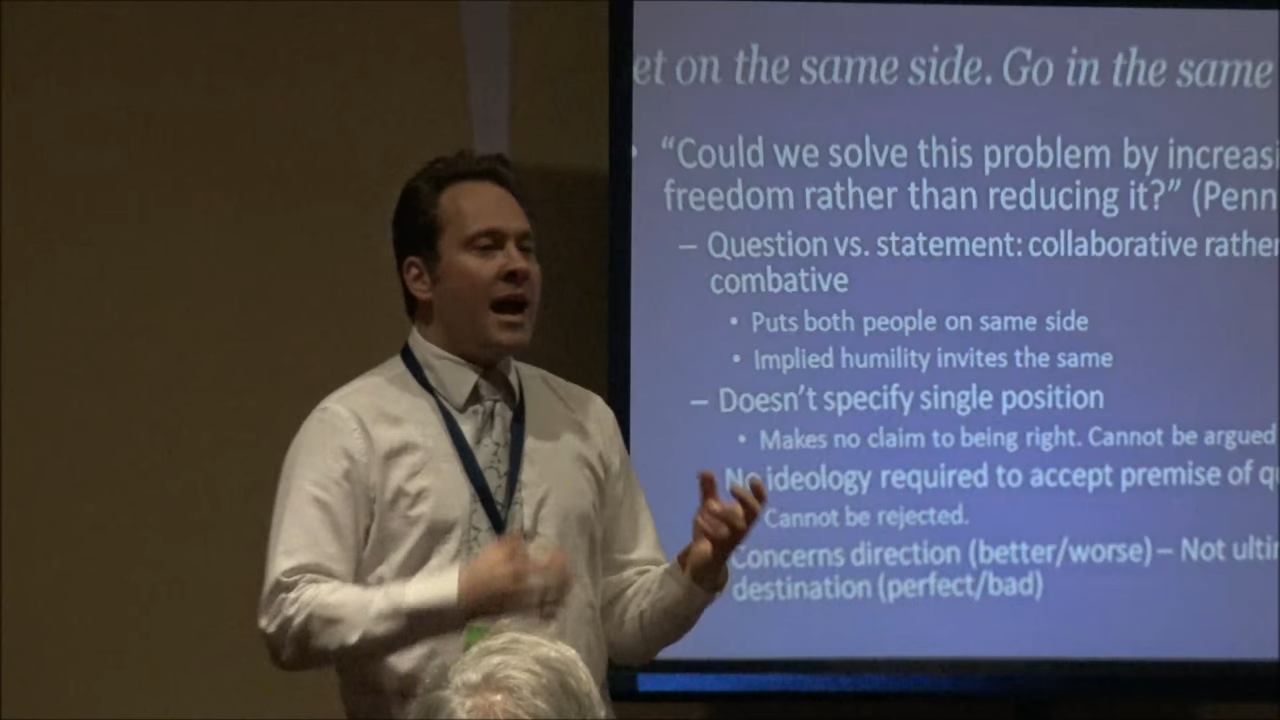 et on the same side. Go in the same
“Could we solve this problem by increasi
freedom rather than reducing it?” (Penn
– Question vs. statement: collaborative rather
combative
• Puts both people on same side
• Implied humility invites the same
– Doesn’t specify single position
• Makes no claim to being right. Cannot be argued
No ideology required to accept premise of q
Cannot be rejected.
Concerns direction (better/worse) – Not ulti
destination (perfect/bad)